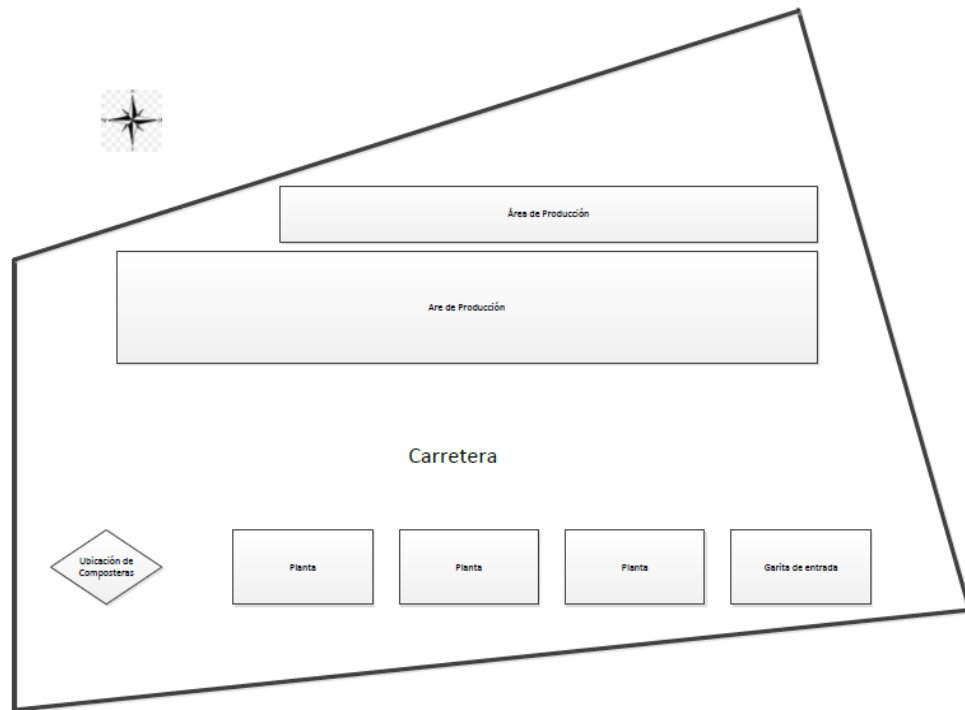 Área de Producción
Are de Producción
Carretera
Ubicación de
Composteras
Planta
Planta
Planta
Garita de entrada